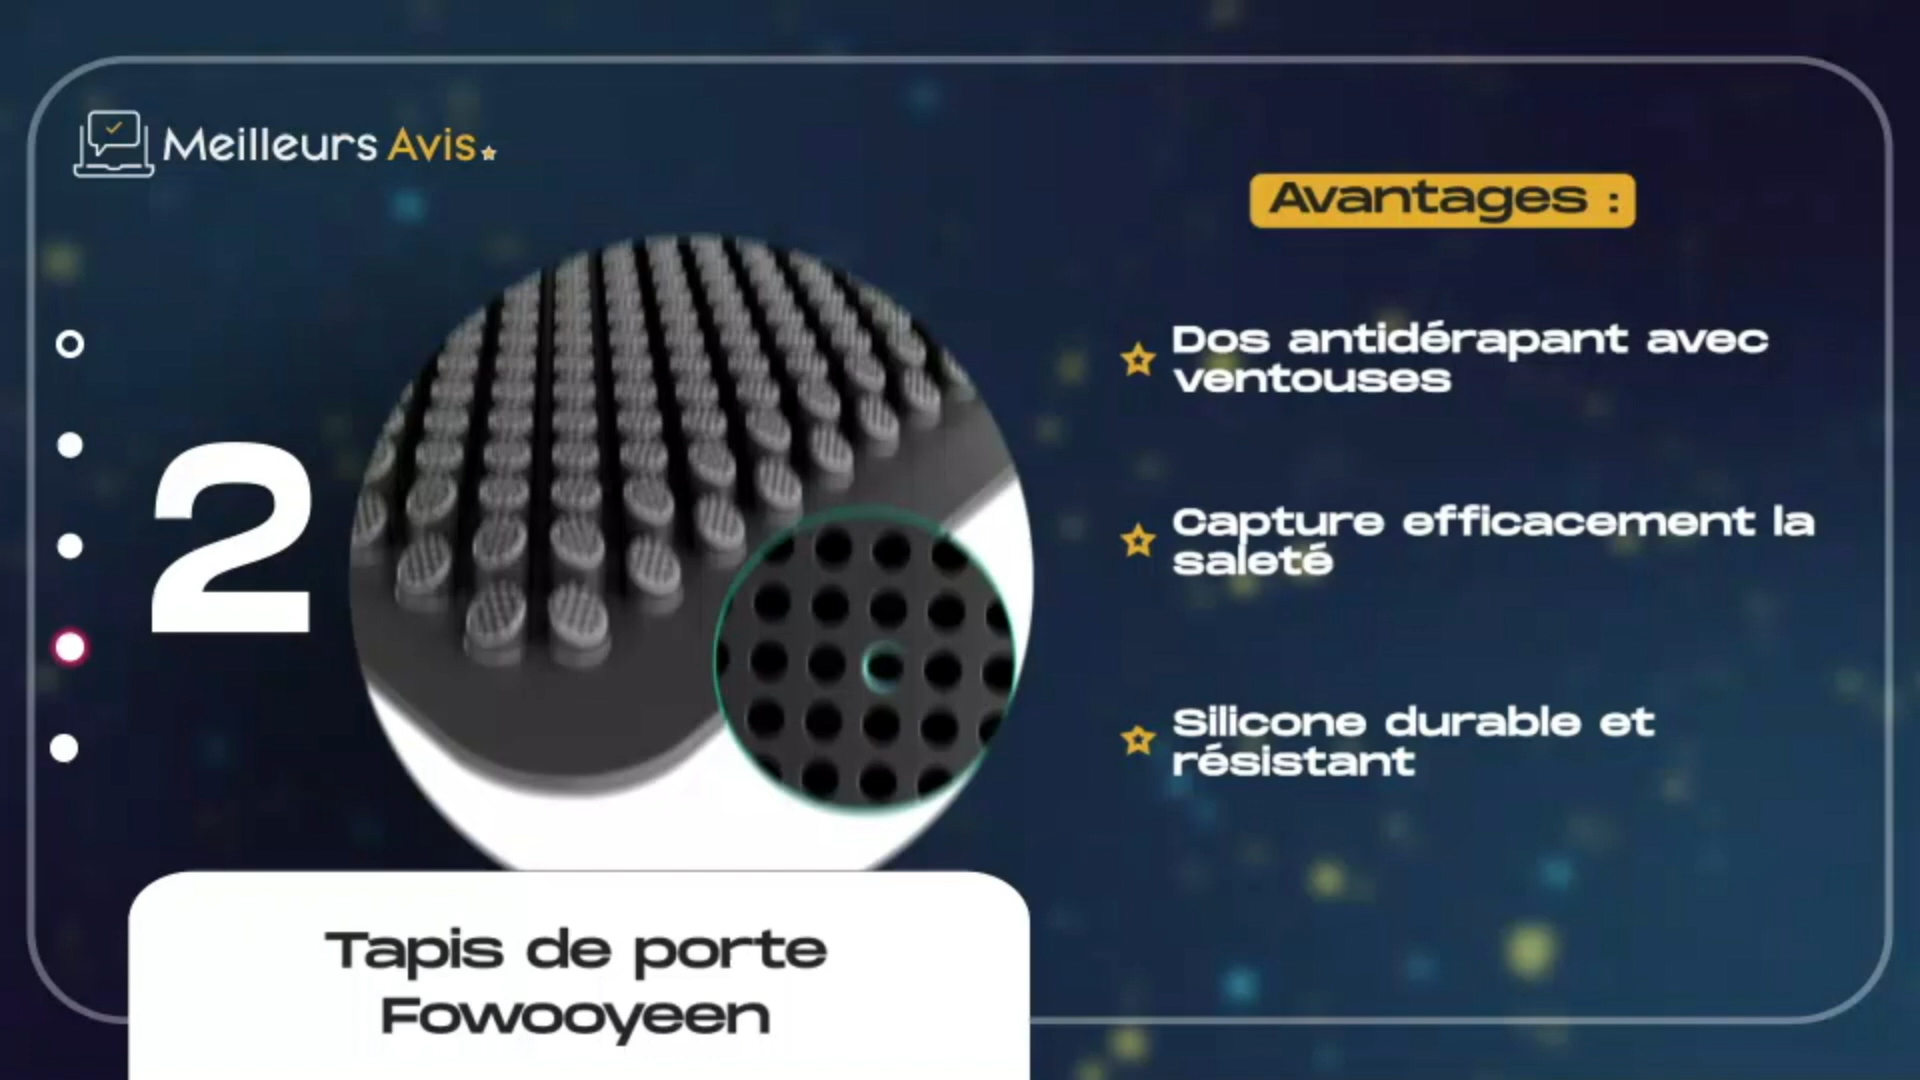 Meilleurs Avis
Avantages :
Dos antidérapant avec
ventouses
Capture efficacement la
saleté
Silicone durable et
résistant
2
Tapis de porte
Fowooyeen